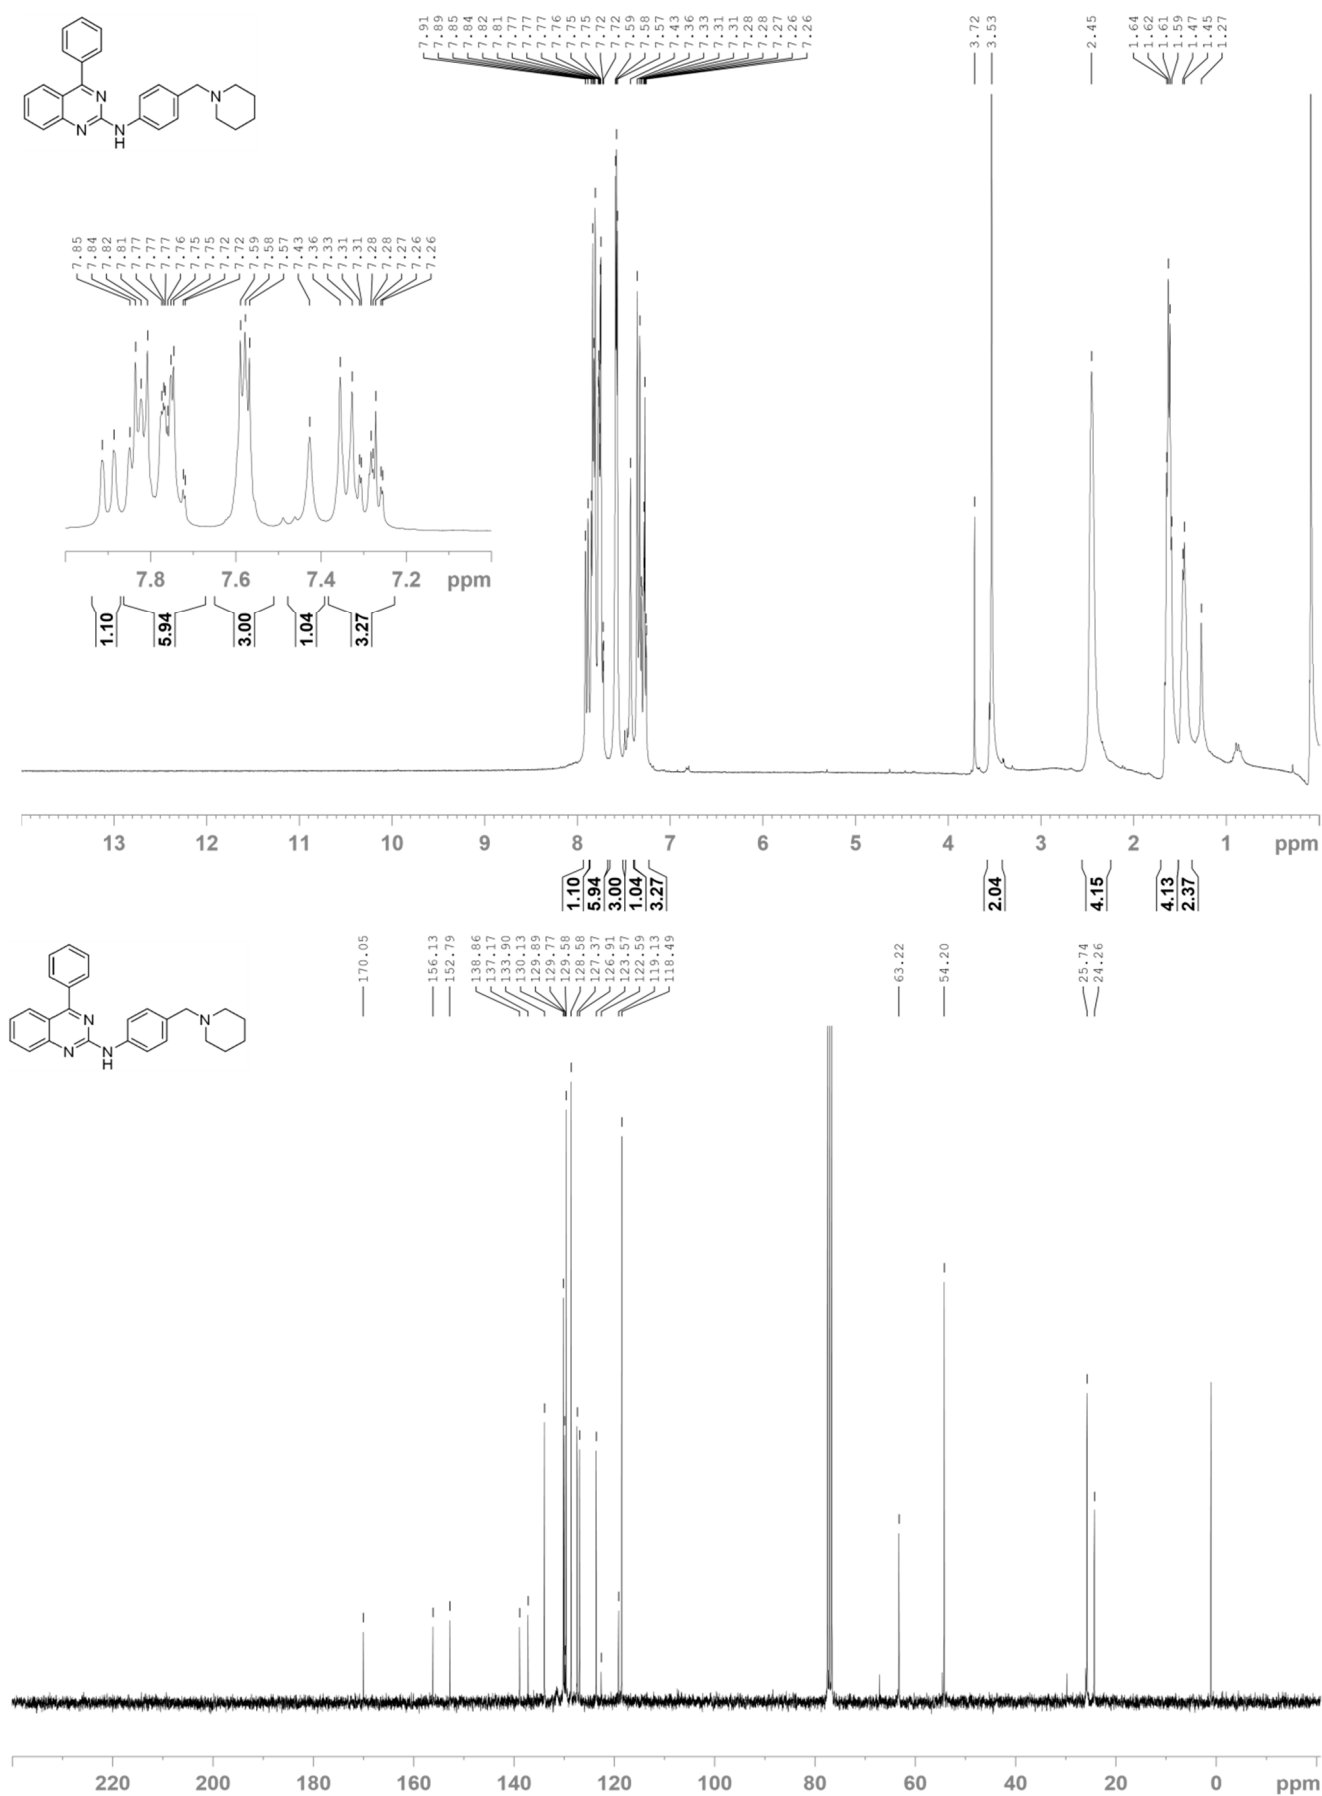 N
N
N
H
N
7.91 7.89 7.85 7.84 7.82 7.81 7.77 7.77 7.77 7.76 7.75 7.75 7.72 7.72 7.59 7.58 7.57 7.43 7.36 7.33 7.31 7.31 7.28 7.28 7.27 7.26 7.26
3.72 3.53
2.45
1.64 1.62 1.61 1.59 1.47 1.45 1.27
7.85 7.84 7.82 7.81 7.77 7.77 7.77 7.76 7.75 7.75 7.72 7.72 7.59 7.58 7.57 7.43 7.36 7.33 7.31 7.31 7.28 7.28 7.27 7.26 7.26
7.8 7.6 7.4 7.2 ppm
1.10 5.94 3.00 1.04 3.27
13 12 11 10 9 8 7 6 5 4 3 2 1 ppm
1.10 5.94 3.00 1.04 3.27 2.04 4.15 4.13 2.37
170.05
156.13 152.79
138.86 137.17 133.90 130.13 129.89 129.77 129.58 128.58 127.37 126.91 123.57 122.59 119.13 118.49
63.22
54.20
25.74 24.26
N
N
N
H
N
220 200 180 160 140 120 100 80 60 40 20 0 ppm